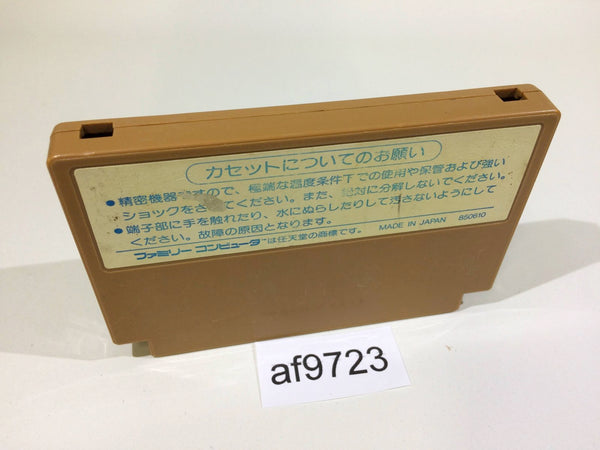 カセットについてのお願い
●精密機器ですので、極端な温度条件下での使用や保管および強い
ショックをさけてください。また、絶対に分解しないでください。
●端子部に手を触れたり、水にぬらしたりして汚さないようにして
ください。故障の原因となります。 MADE IN JAPAN 850610
ファミリーコンピュータ™は任天堂の商標です。
af9723